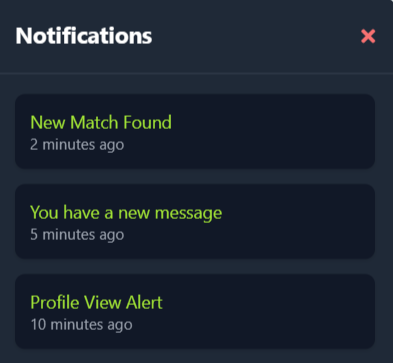 Notifications
New Match Found
2 minutes ago
You have a new message
5 minutes ago
Profile View Alert
10 minutes ago